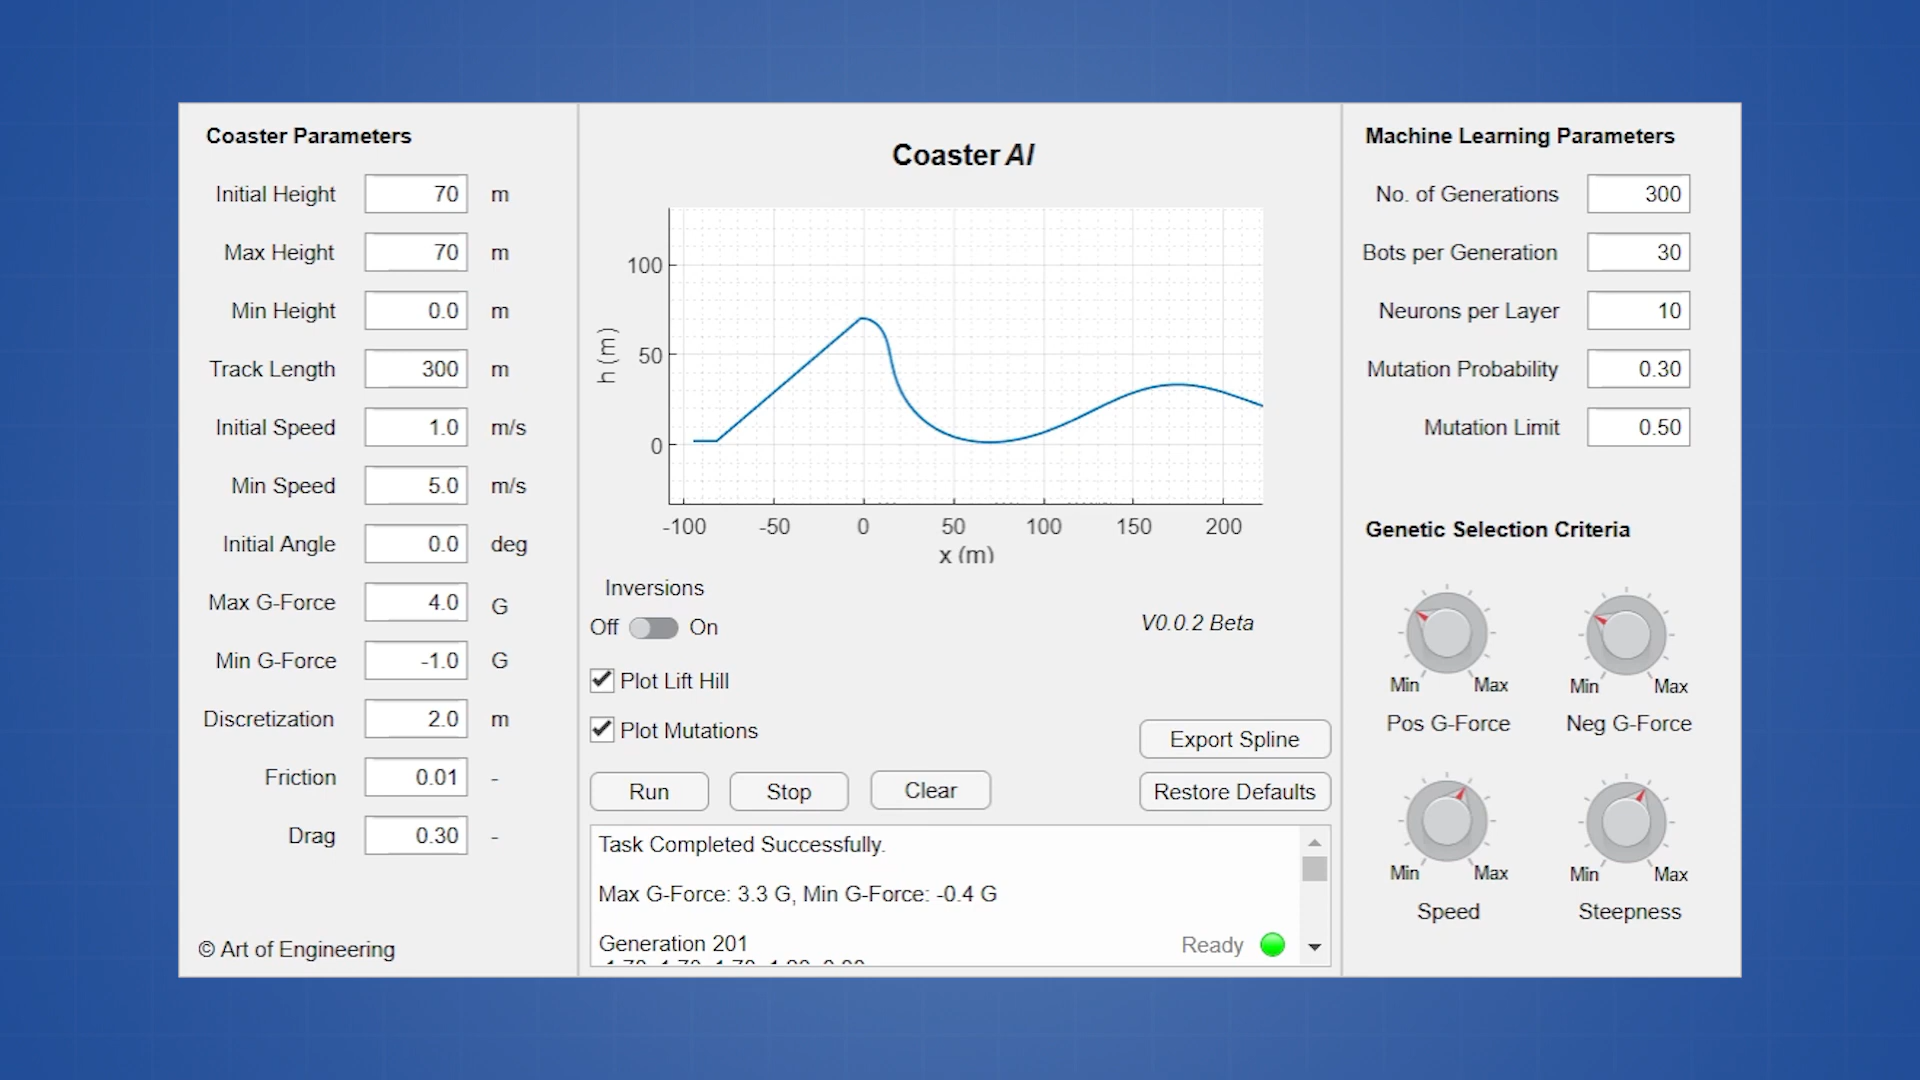 Coaster Parameters
Initial Height 70 m
Max Height 70 m
Min Height 0.0 m
Track Length 300 m
Initial Speed 1.0 m/s
Min Speed 5.0 m/s
Initial Angle 0.0 deg
Max G-Force 4.0 G
Min G-Force -1.0 G
Discretization 2.0 m
Friction 0.01 -
Drag 0.30 -
© Art of Engineering
Coaster AI
100
50
0
h (m)
-100 -50 0 50 100 150 200
x (m)
Inversions
Off On
V0.0.2 Beta
Plot Lift Hill
Plot Mutations
Export Spline
Run Stop Clear Restore Defaults
Task Completed Successfully.
Max G-Force: 3.3 G, Min G-Force: -0.4 G
Generation 201
Ready
Machine Learning Parameters
No. of Generations 300
Bots per Generation 30
Neurons per Layer 10
Mutation Probability 0.30
Mutation Limit 0.50
Genetic Selection Criteria
Min Max Min Max
Pos G-Force Neg G-Force
Min Max Min Max
Speed Steepness